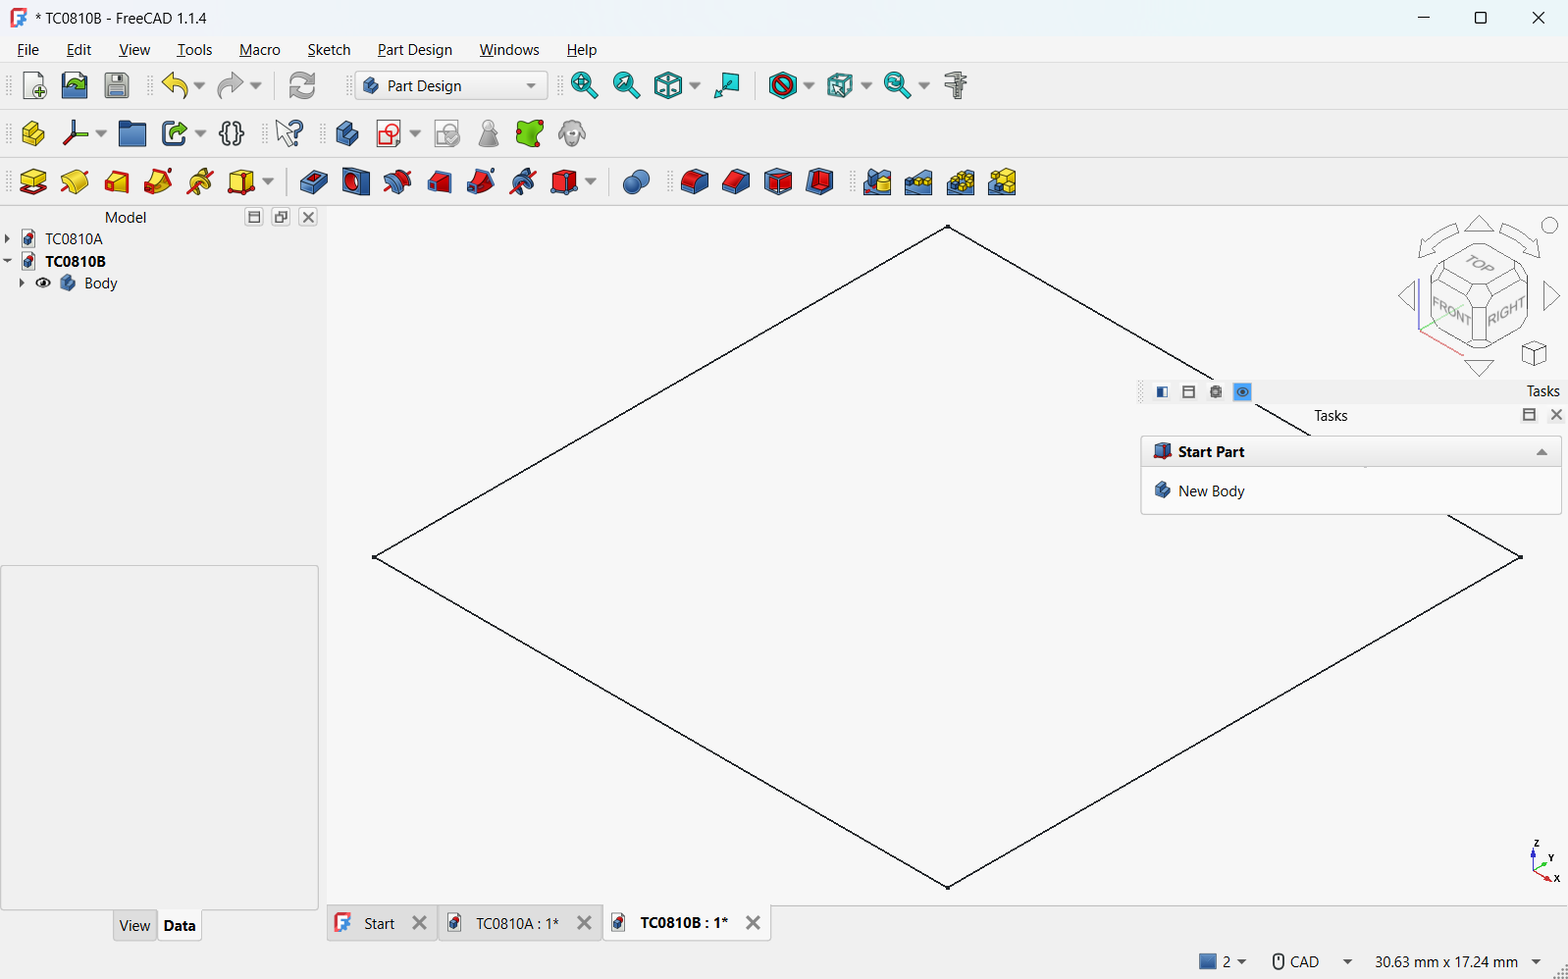 * TC0810B - FreeCAD 1.1.4
File Edit View Tools Macro Sketch Part Design Windows Help
Part Design
Model
TC0810A
TC0810B
Body
TOP
FRONT
RIGHT
Tasks
Tasks
Start Part
New Body
Z
Y
X
View Data
Start TC0810A : 1* TC0810B : 1*
2 CAD 30.63 mm x 17.24 mm